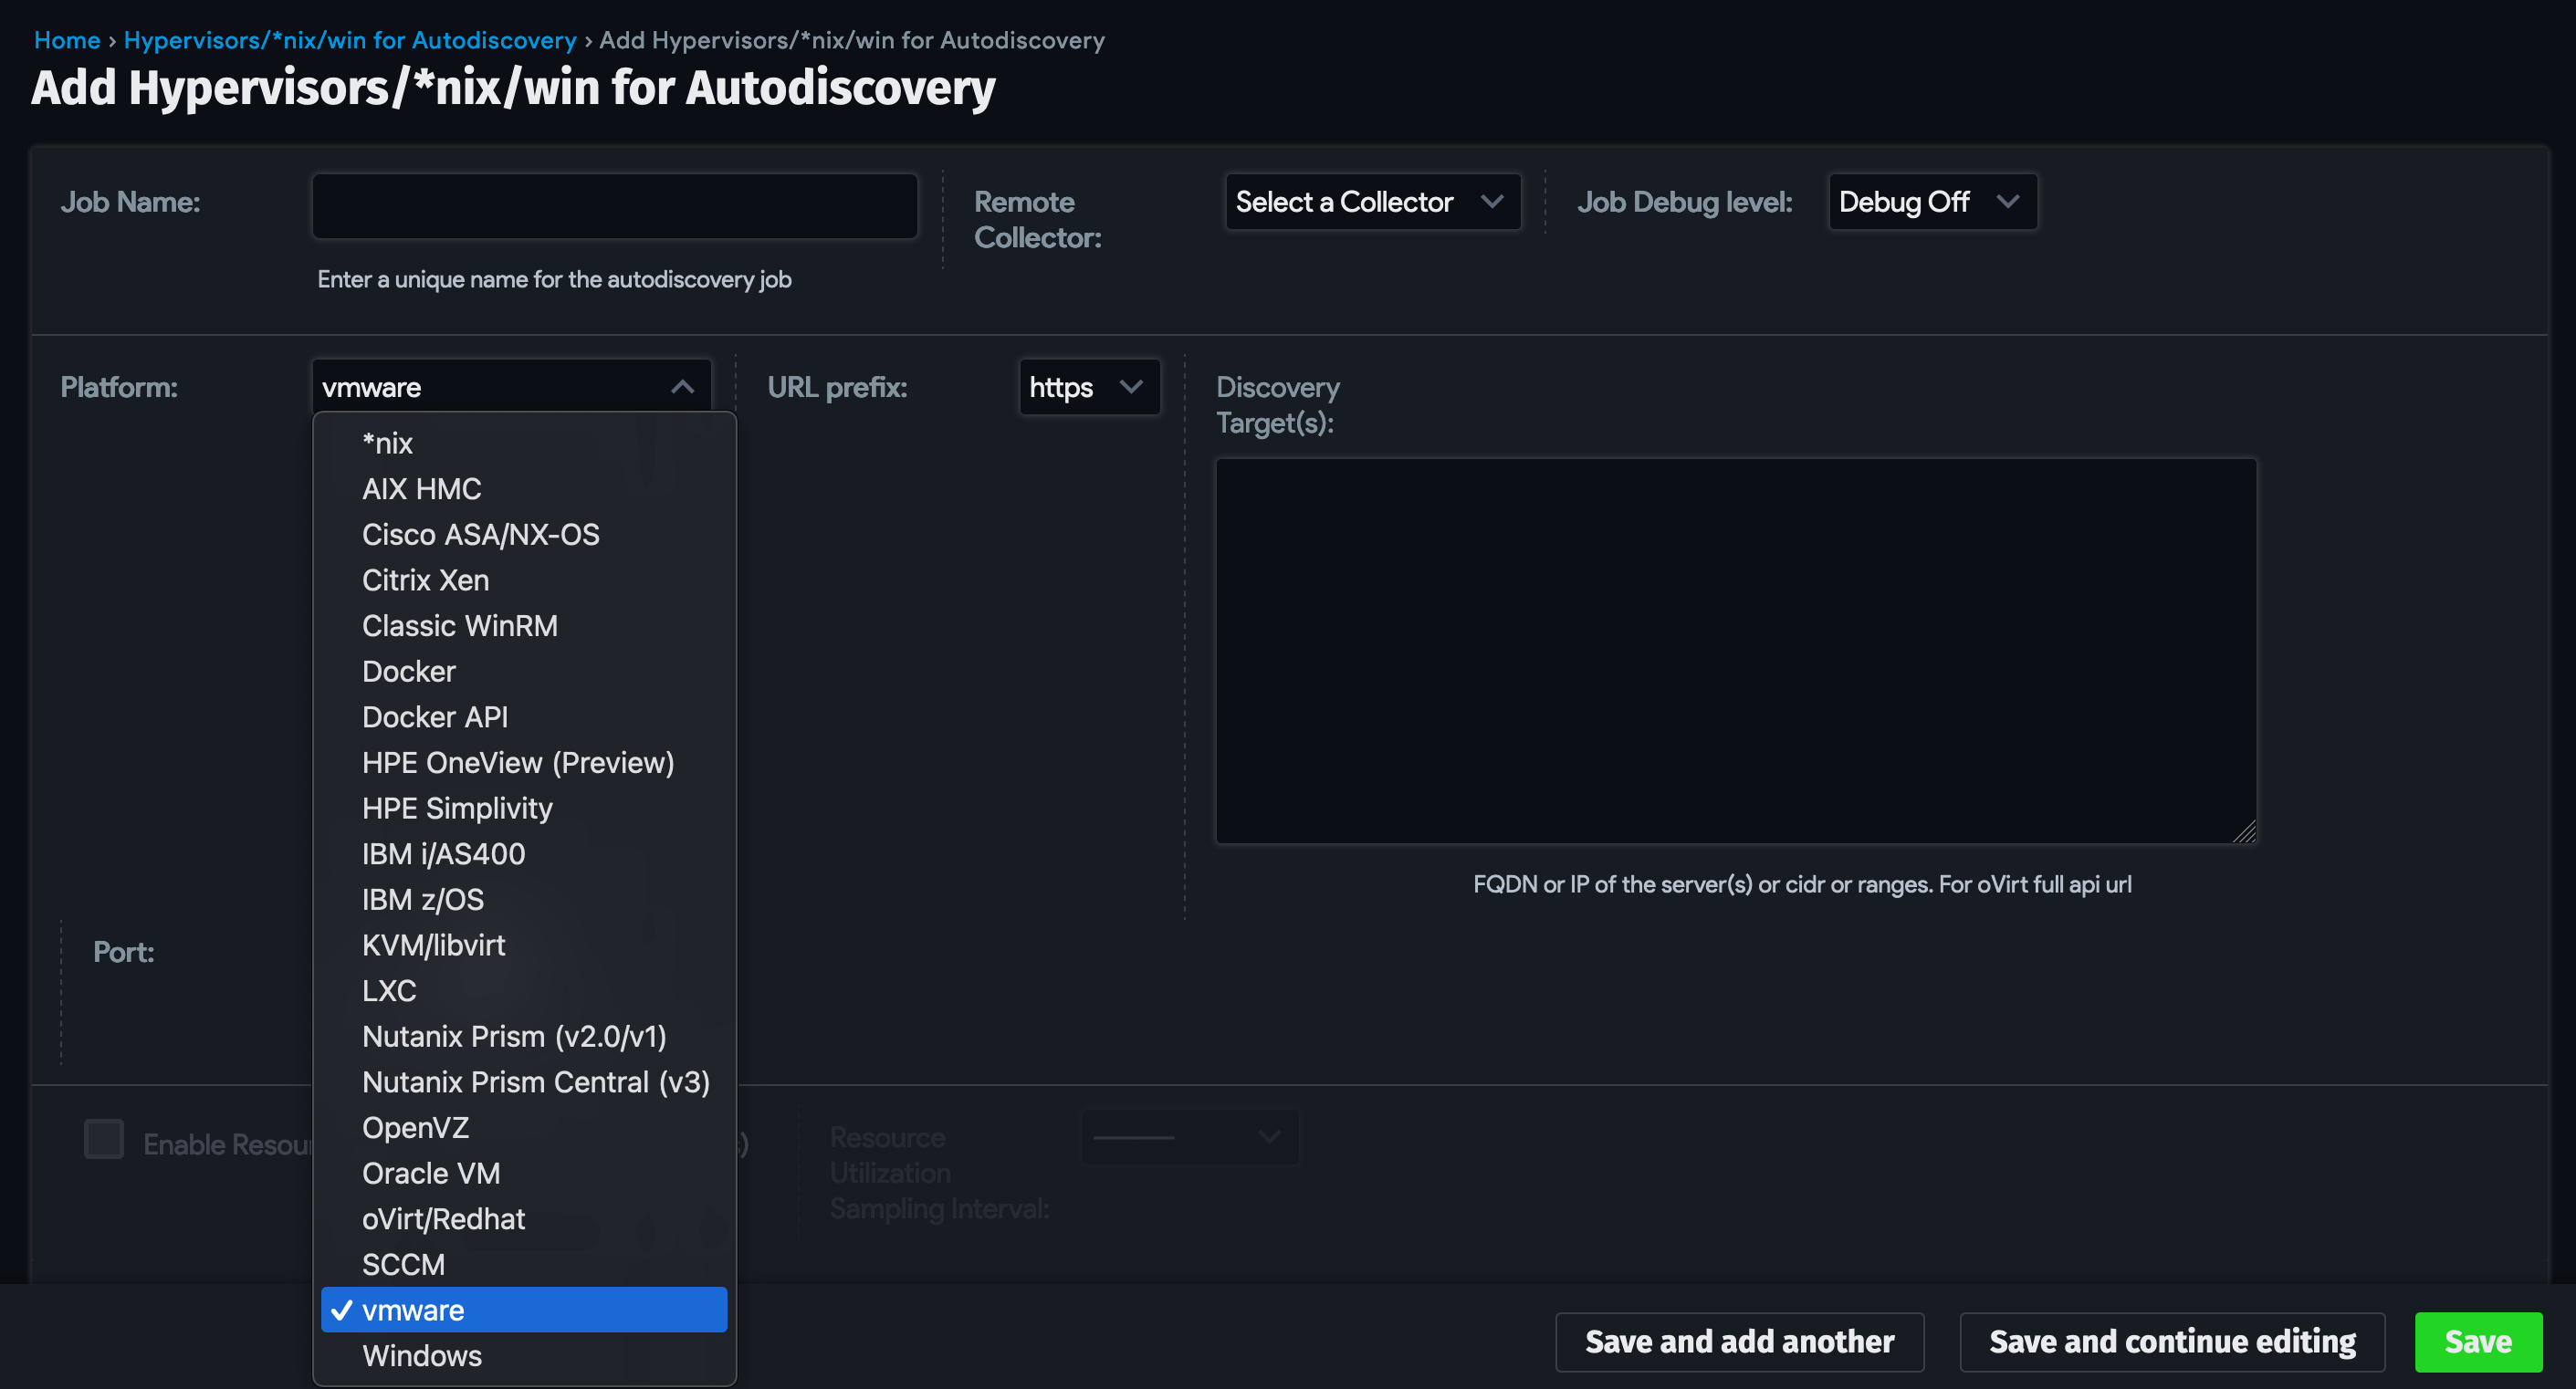 Home › Hypervisors/*nix/win for Autodiscovery › Add Hypervisors/*nix/win for Autodiscovery
Add Hypervisors/*nix/win for Autodiscovery
Job Name:
Enter a unique name for the autodiscovery job
Remote
Collector:
Select a Collector
Job Debug level:
Debug Off
Platform:
vmware
*nix
AIX HMC
Cisco ASA/NX-OS
Citrix Xen
Classic WinRM
Docker
Docker API
HPE OneView (Preview)
HPE Simplivity
IBM i/AS400
IBM z/OS
KVM/libvirt
LXC
Nutanix Prism (v2.0/v1)
Nutanix Prism Central (v3)
OpenVZ
Oracle VM
oVirt/Redhat
SCCM
vmware
Windows
URL prefix:
https
Discovery
Target(s):
FQDN or IP of the server(s) or cidr or ranges. For oVirt full api url
Port:
Enable
Resource
Utilization
Sampling Interval:
Save and add another
Save and continue editing
Save